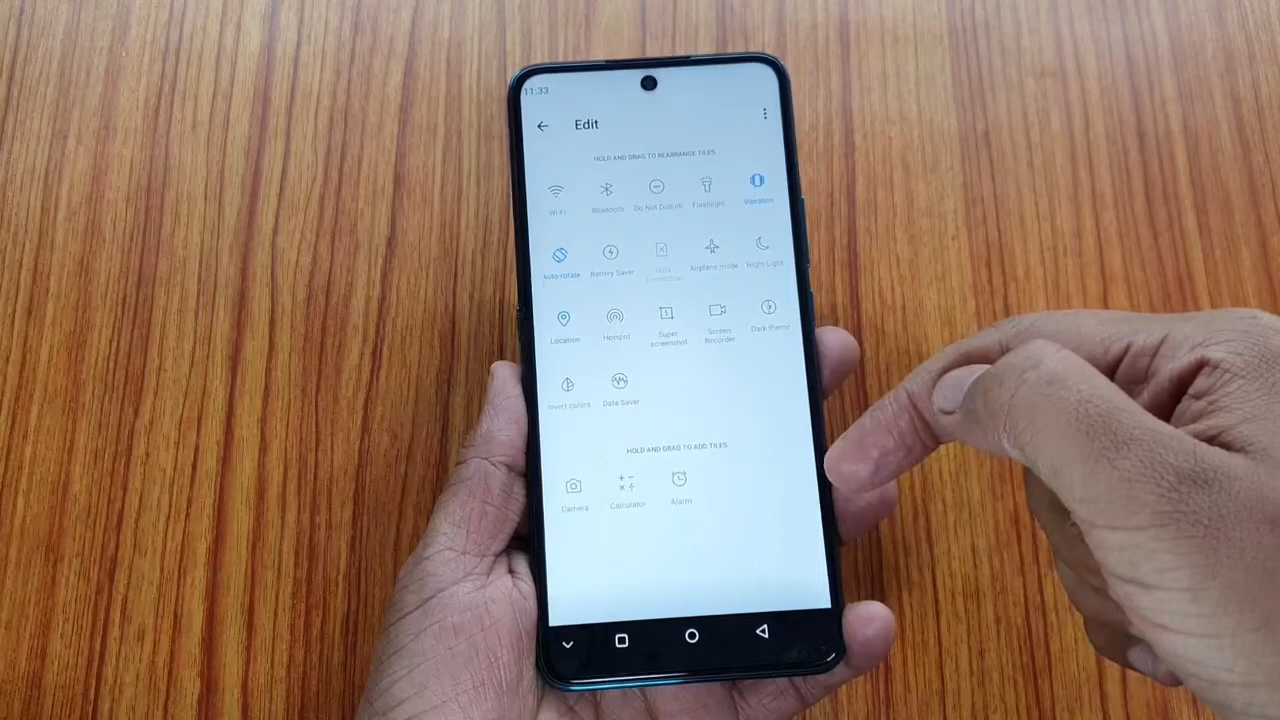 11:33
Edit
HOLD AND DRAG TO REARRANGE TILES
Wi-Fi
Bluetooth
Do Not Disturb
Flashlight
Vibration
Auto-rotate
Battery Saver
Data
connection
Airplane mode
Night Light
Location
Hotspot
Super
screenshot
Screen
Recorder
Dark theme
Invert colors
Data Saver
HOLD AND DRAG TO ADD TILES
Camera
Calculator
Alarm